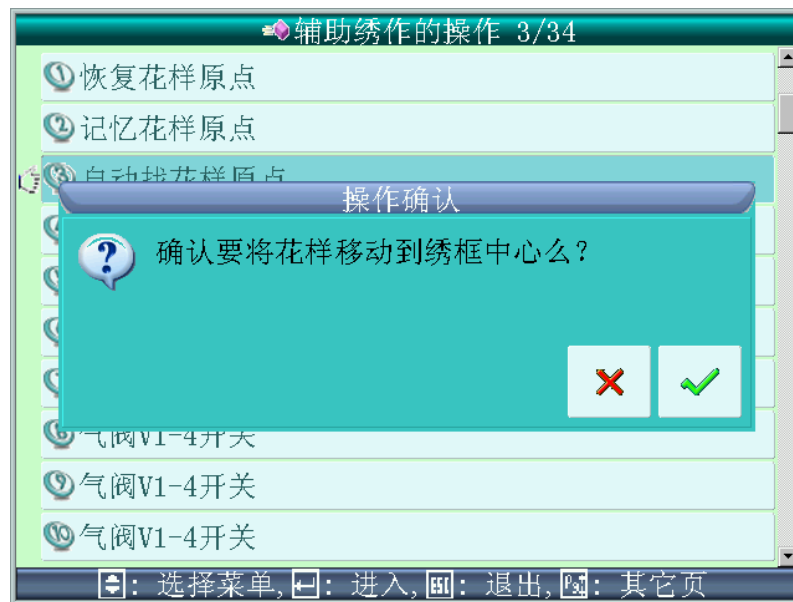 辅助绣作的操作 3/34
1 恢复花样原点
2 记忆花样原点
3 自动找花样原点
操作确认
确认要将花样移动到绣框中心么?
气阀V1-4开关
9 气阀V1-4开关
10 气阀V1-4开关
: 选择菜单, : 进入, ESC: 退出, : 其它页